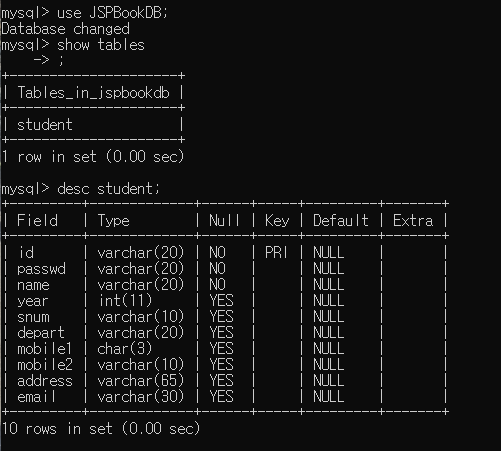 mysql> use JSPBookDB;
Database changed
mysql> show tables
    -> ;
+---------------------+
| Tables_in_jspbookdb |
+---------------------+
| student             |
+---------------------+
1 row in set (0.00 sec)
mysql> desc student;
+---------+-------------+------+-----+---------+-------+
| Field   | Type        | Null | Key | Default | Extra |
+---------+-------------+------+-----+---------+-------+
| id      | varchar(20) | NO   | PRI | NULL    |       |
| passwd  | varchar(20) | NO   |     | NULL    |       |
| name    | varchar(20) | NO   |     | NULL    |       |
| year    | int(11)     | YES  |     | NULL    |       |
| snum    | varchar(10) | YES  |     | NULL    |       |
| depart  | varchar(20) | YES  |     | NULL    |       |
| mobile1 | char(3)     | YES  |     | NULL    |       |
| mobile2 | varchar(10) | YES  |     | NULL    |       |
| address | varchar(65) | YES  |     | NULL    |       |
| email   | varchar(30) | YES  |     | NULL    |       |
+---------+-------------+------+-----+---------+-------+
10 rows in set (0.00 sec)